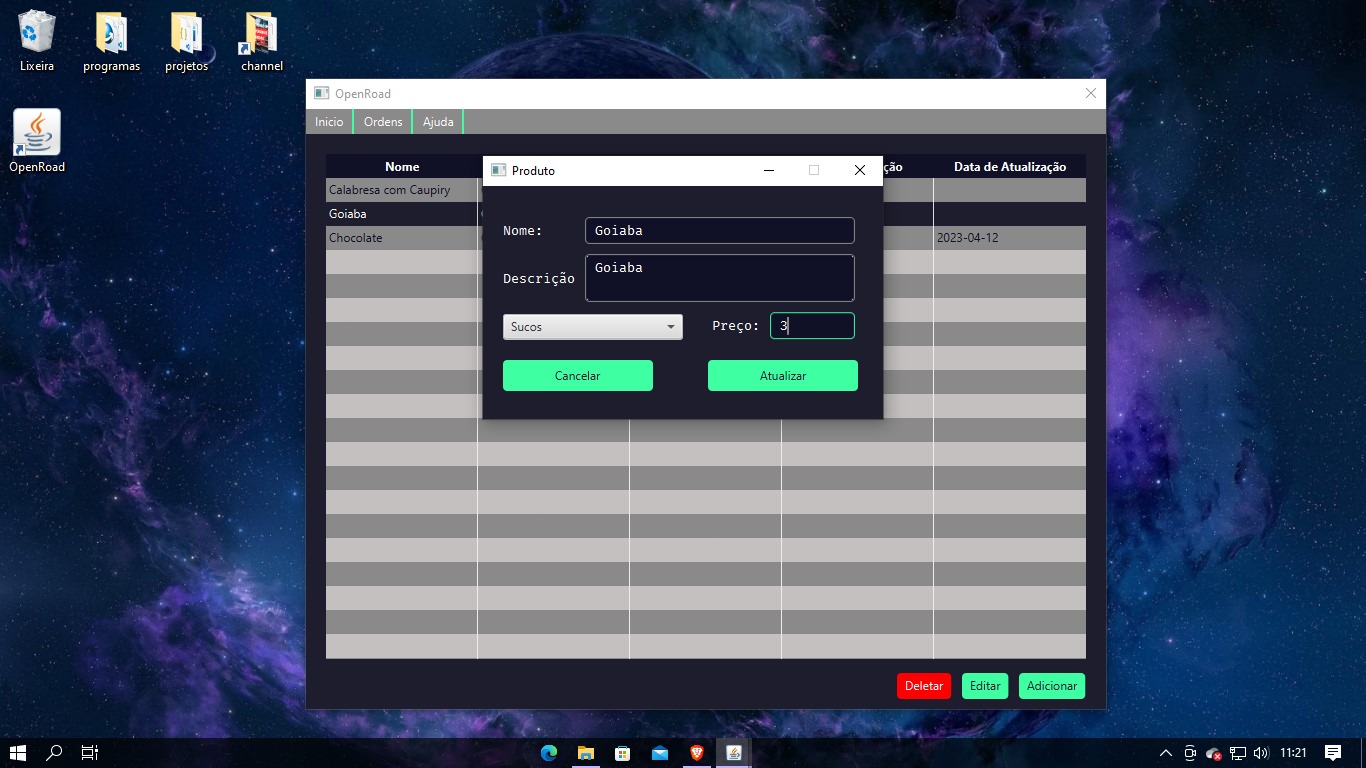 Lixeira
programas
projetos
channel
OpenRoad
OpenRoad
Inicio
Ordens
Ajuda
Nome
ção
Data de Atualização
Calabresa com Caupiry
Goiaba
Chocolate
2023-04-12
Produto
Nome:
Goiaba
Descrição
Goiaba
Sucos
Preço:
3
Cancelar
Atualizar
Deletar
Editar
Adicionar
11:21